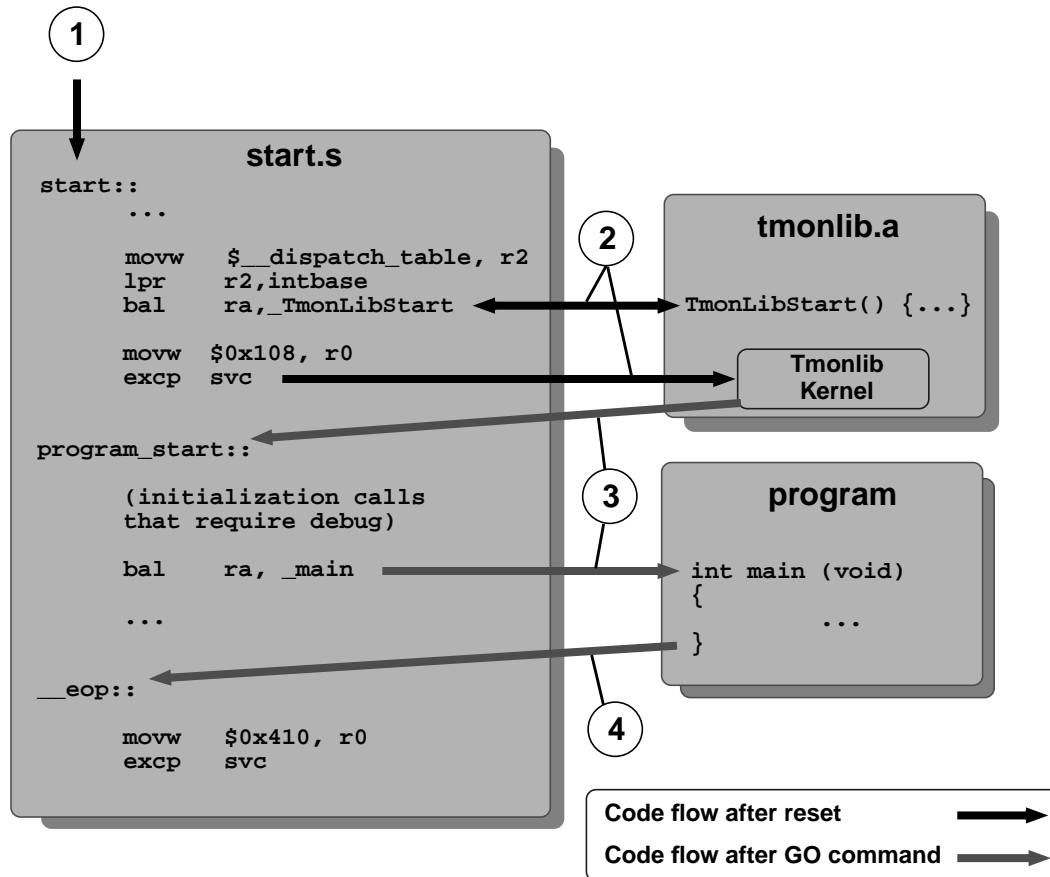 1
start.s
start::
...
movw $__dispatch_table, r2
lpr r2,intbase
bal ra,_TmonLibStart
movw $0x108, r0
excp svc
program_start::
(initialization calls
that require debug)
bal ra, _main
...
__eop::
movw $0x410, r0
excp svc
2
tmonlib.a
TmonLibStart() {...}
Tmonlib
Kernel
3
program
int main (void)
{
...
}
4
Code flow after reset
Code flow after GO command